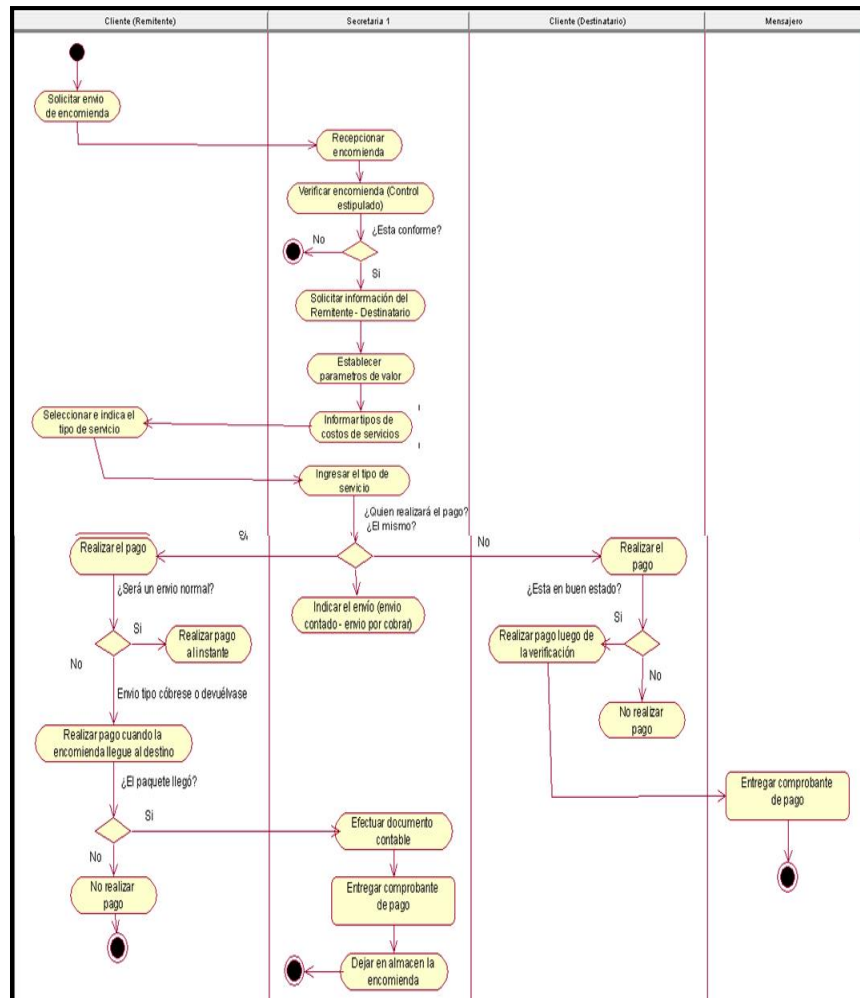 Cliente (Remitente)
Secretaria 1
Cliente (Destinatario)
Mensajero
Solicitar envio
de encomienda
Recepcionar
encomienda
Verificar encomienda (Control
estipulado)
¿Esta conforme?
No
Si
Solicitar información del
Remitente - Destinatario
Establecer
parametros de valor
Seleccionar e indica el
tipo de servicio
Informar tipos de
costos de servicios
Ingresar el tipo de
servicio
¿Quien realizará el pago?
¿El mismo?
Si
No
Realizar el pago
Realizar el
pago
¿Será un envio normal?
¿Esta en buen estado?
Indicar el envío (envio
contado - envio por cobrar)
Si
Realizar pago
al instante
No
Si
Realizar pago luego de
la verificación
No
Envio tipo cóbrese o devuélvase
No realizar
pago
Realizar pago cuando la
encomienda llegue al destino
¿El paquete llegó?
Entregar comprobante
de pago
Si
Efectuar documento
contable
No
No realizar
pago
Entregar comprobante
de pago
Dejar en almacen la
encomienda